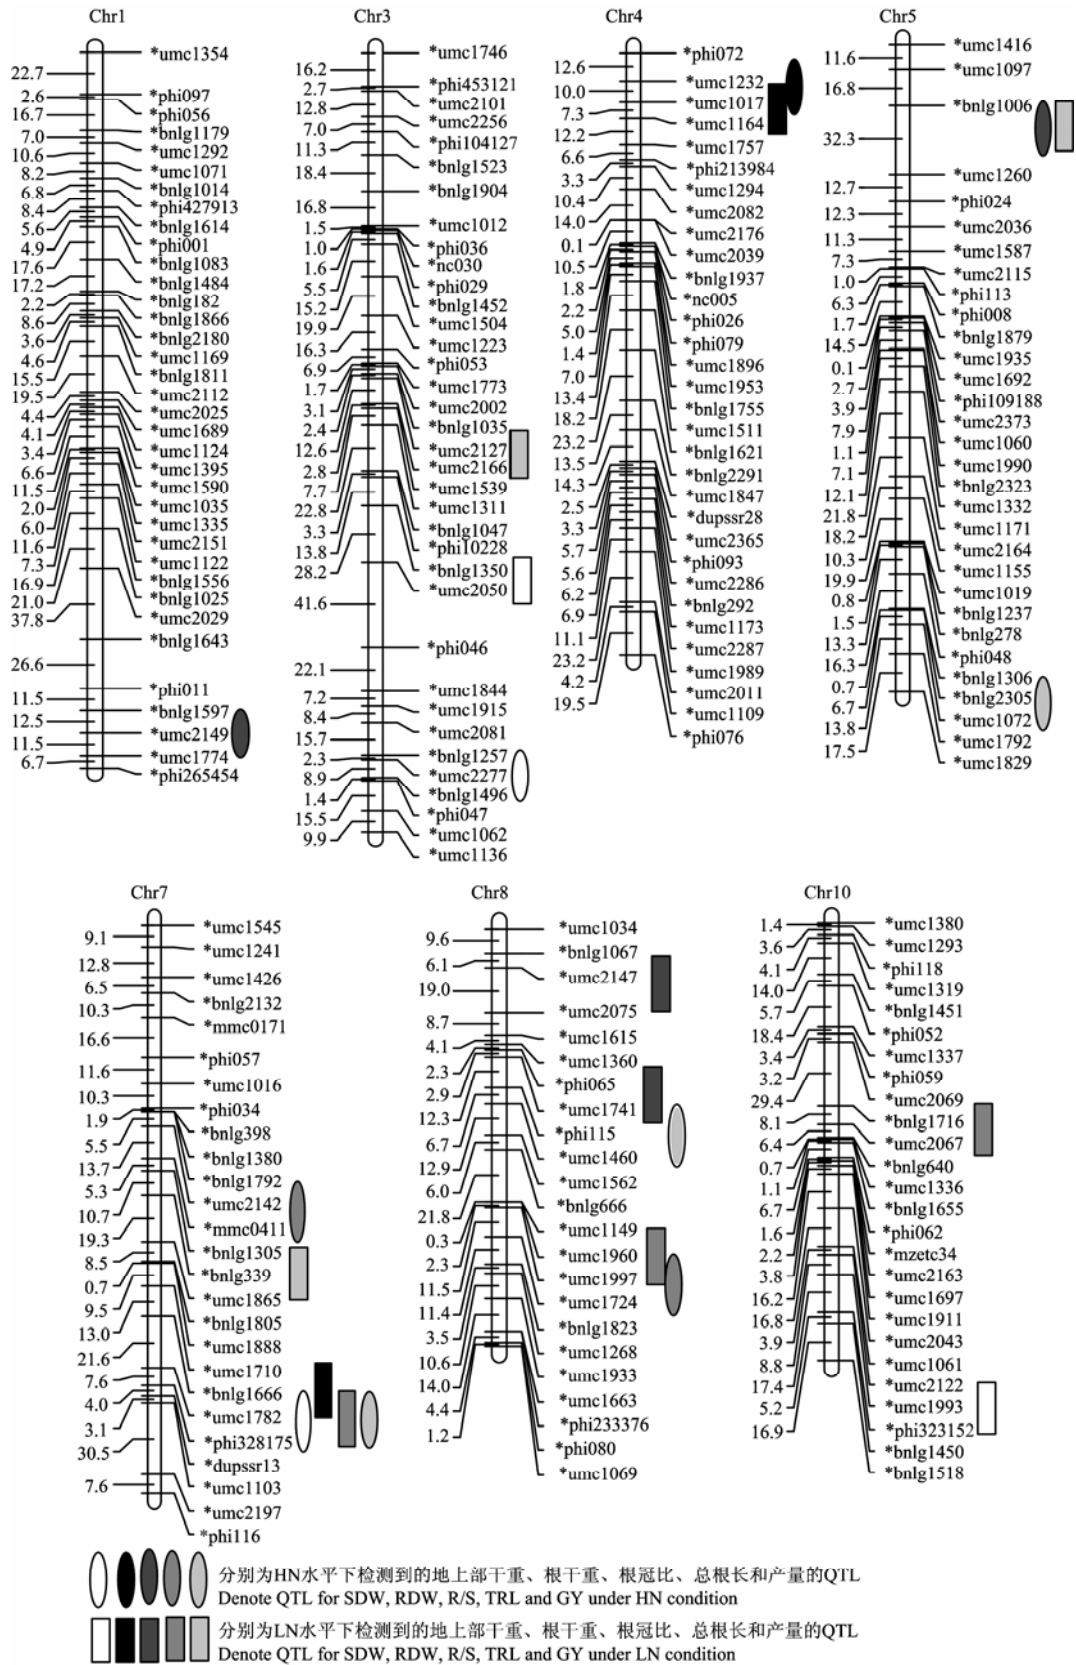 Chr1
22.7
2.6
16.7
7.0
10.6
8.2
6.8
8.4
5.6
4.9
17.6
17.2
2.2
8.6
3.6
4.6
15.5
19.5
4.4
4.1
3.4
6.6
11.5
2.0
6.0
11.6
7.3
16.9
21.0
37.8
26.6
11.5
12.5
11.5
6.7
*umc1354
*phi097
*phi056
*bnlg1179
*umc1292
*umc1071
*bnlg1014
*phi427913
*bnlg1614
*phi001
*bnlg1083
*bnlg1484
*bnlg182
*bnlg1866
*bnlg2180
*umc1169
*bnlg1811
*umc2112
*umc2025
*umc1689
*umc1124
*umc1395
*umc1590
*umc1035
*umc1335
*umc2151
*umc1122
*bnlg1556
*bnlg1025
*umc2029
*bnlg1643
*phi011
*bnlg1597
*umc2149
*umc1774
*phi265454
Chr3
16.2
2.7
12.8
7.0
11.3
18.4
16.8
1.5
1.0
1.6
5.5
15.2
19.9
16.3
6.9
1.7
3.1
2.4
12.6
2.8
7.7
22.8
3.3
13.8
28.2
41.6
22.1
7.2
8.4
15.7
2.3
8.9
1.4
15.5
9.9
*umc1746
*phi453121
*umc2101
*umc2256
*phi104127
*bnlg1523
*bnlg1904
*umc1012
*phi036
*nc030
*phi029
*bnlg1452
*umc1504
*umc1223
*phi053
*umc1773
*umc2002
*bnlg1035
*umc2127
*umc2166
*umc1539
*umc1311
*bnlg1047
*phi10228
*bnlg1350
*umc2050
*phi046
*umc1844
*umc1915
*umc2081
*bnlg1257
*umc2277
*bnlg1496
*phi047
*umc1062
*umc1136
Chr4
12.6
10.0
7.3
12.2
6.6
3.3
10.4
14.0
0.1
10.5
1.8
2.2
5.0
1.4
7.0
13.4
18.2
23.2
13.5
14.3
2.5
3.3
5.7
5.6
6.2
6.9
11.1
23.2
4.2
19.5
*phi072
*umc1232
*umc1017
*umc1164
*umc1757
*phi213984
*umc1294
*umc2082
*umc2176
*umc2039
*bnlg1937
*nc005
*phi026
*phi079
*umc1896
*umc1953
*bnlg1755
*umc1511
*bnlg1621
*bnlg2291
*umc1847
*dupssr28
*umc2365
*phi093
*umc2286
*bnlg292
*umc1173
*umc2287
*umc1989
*umc2011
*umc1109
*phi076
Chr5
11.6
16.8
32.3
12.7
12.3
11.3
7.3
1.0
6.3
1.7
14.5
0.1
2.7
3.9
7.9
1.1
7.1
12.1
21.8
18.2
10.3
19.9
0.8
1.5
13.3
16.3
0.7
6.7
13.8
17.5
*umc1416
*umc1097
*bnlg1006
*umc1260
*phi024
*umc2036
*umc1587
*umc2115
*phi113
*phi008
*bnlg1879
*umc1935
*umc1692
*phi109188
*umc2373
*umc1060
*umc1990
*bnlg2323
*umc1332
*umc1171
*umc2164
*umc1155
*umc1019
*bnlg1237
*bnlg278
*phi048
*bnlg1306
*bnlg2305
*umc1072
*umc1792
*umc1829
Chr7
9.1
12.8
6.5
10.3
16.6
11.6
10.3
1.9
5.5
13.7
5.3
10.7
19.3
8.5
0.7
9.5
13.0
21.6
7.6
4.0
3.1
30.5
7.6
*umc1545
*umc1241
*umc1426
*bnlg2132
*mmc0171
*phi057
*umc1016
*phi034
*bnlg398
*bnlg1380
*bnlg1792
*umc2142
*mmc0411
*bnlg1305
*bnlg339
*umc1865
*bnlg1805
*umc1888
*umc1710
*bnlg1666
*umc1782
*phi328175
*dupssr13
*umc1103
*umc2197
*phi116
Chr8
9.6
6.1
19.0
8.7
4.1
2.3
2.9
12.3
6.7
12.9
6.0
21.8
0.3
2.3
11.5
11.4
3.5
10.6
14.0
4.4
1.2
*umc1034
*bnlg1067
*umc2147
*umc2075
*umc1615
*umc1360
*phi065
*umc1741
*phi115
*umc1460
*umc1562
*bnlg666
*umc1149
*umc1960
*umc1997
*umc1724
*bnlg1823
*umc1268
*umc1933
*umc1663
*phi233376
*phi080
*umc1069
Chr10
1.4
3.6
4.1
14.0
5.7
18.4
3.4
3.2
29.4
8.1
6.4
0.7
1.1
6.7
1.6
2.2
3.8
16.2
16.8
3.9
8.8
17.4
5.2
16.9
*umc1380
*umc1293
*phi118
*umc1319
*bnlg1451
*phi052
*umc1337
*phi059
*umc2069
*bnlg1716
*umc2067
*bnlg640
*umc1336
*bnlg1655
*phi062
*mzetc34
*umc2163
*umc1697
*umc1911
*umc2043
*umc1061
*umc2122
*umc1993
*phi323152
*bnlg1450
*bnlg1518
分别为HN水平下检测到的地上部干重、根干重、根冠比、总根长和产量的QTL
Denote QTL for SDW, RDW, R/S, TRL and GY under HN condition
分别为LN水平下检测到的地上部干重、根干重、根冠比、总根长和产量的QTL
Denote QTL for SDW, RDW, R/S, TRL and GY under LN condition